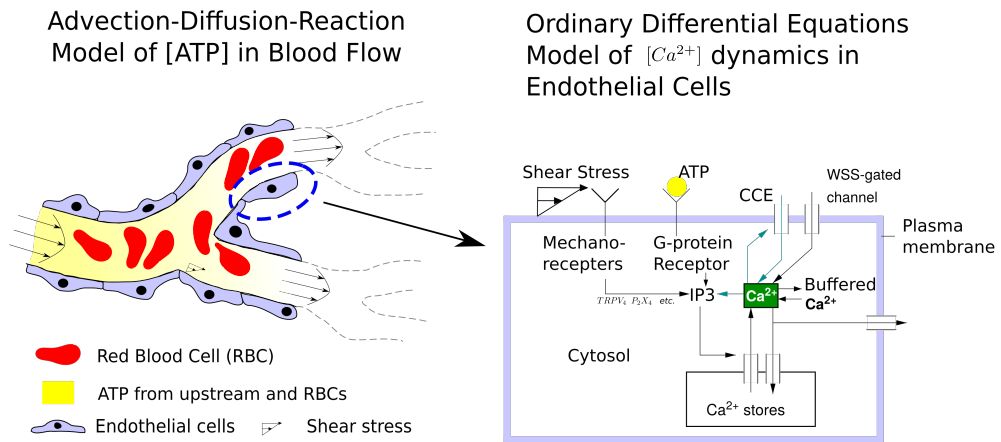 Advection-Diffusion-Reaction
Model of [ATP] in Blood Flow
Red Blood Cell (RBC)
ATP from upstream and RBCs
Endothelial cells
Shear stress
Ordinary Differential Equations
Model of [Ca²⁺] dynamics in
Endothelial Cells
Shear Stress
ATP
CCE
WSS-gated
channel
Plasma
membrane
Mechano-
recepters
G-protein
Receptor
TRPV₄ P₂X₄ etc.
IP3
Ca²⁺
Buffered
Ca²⁺
Cytosol
Ca²⁺ stores